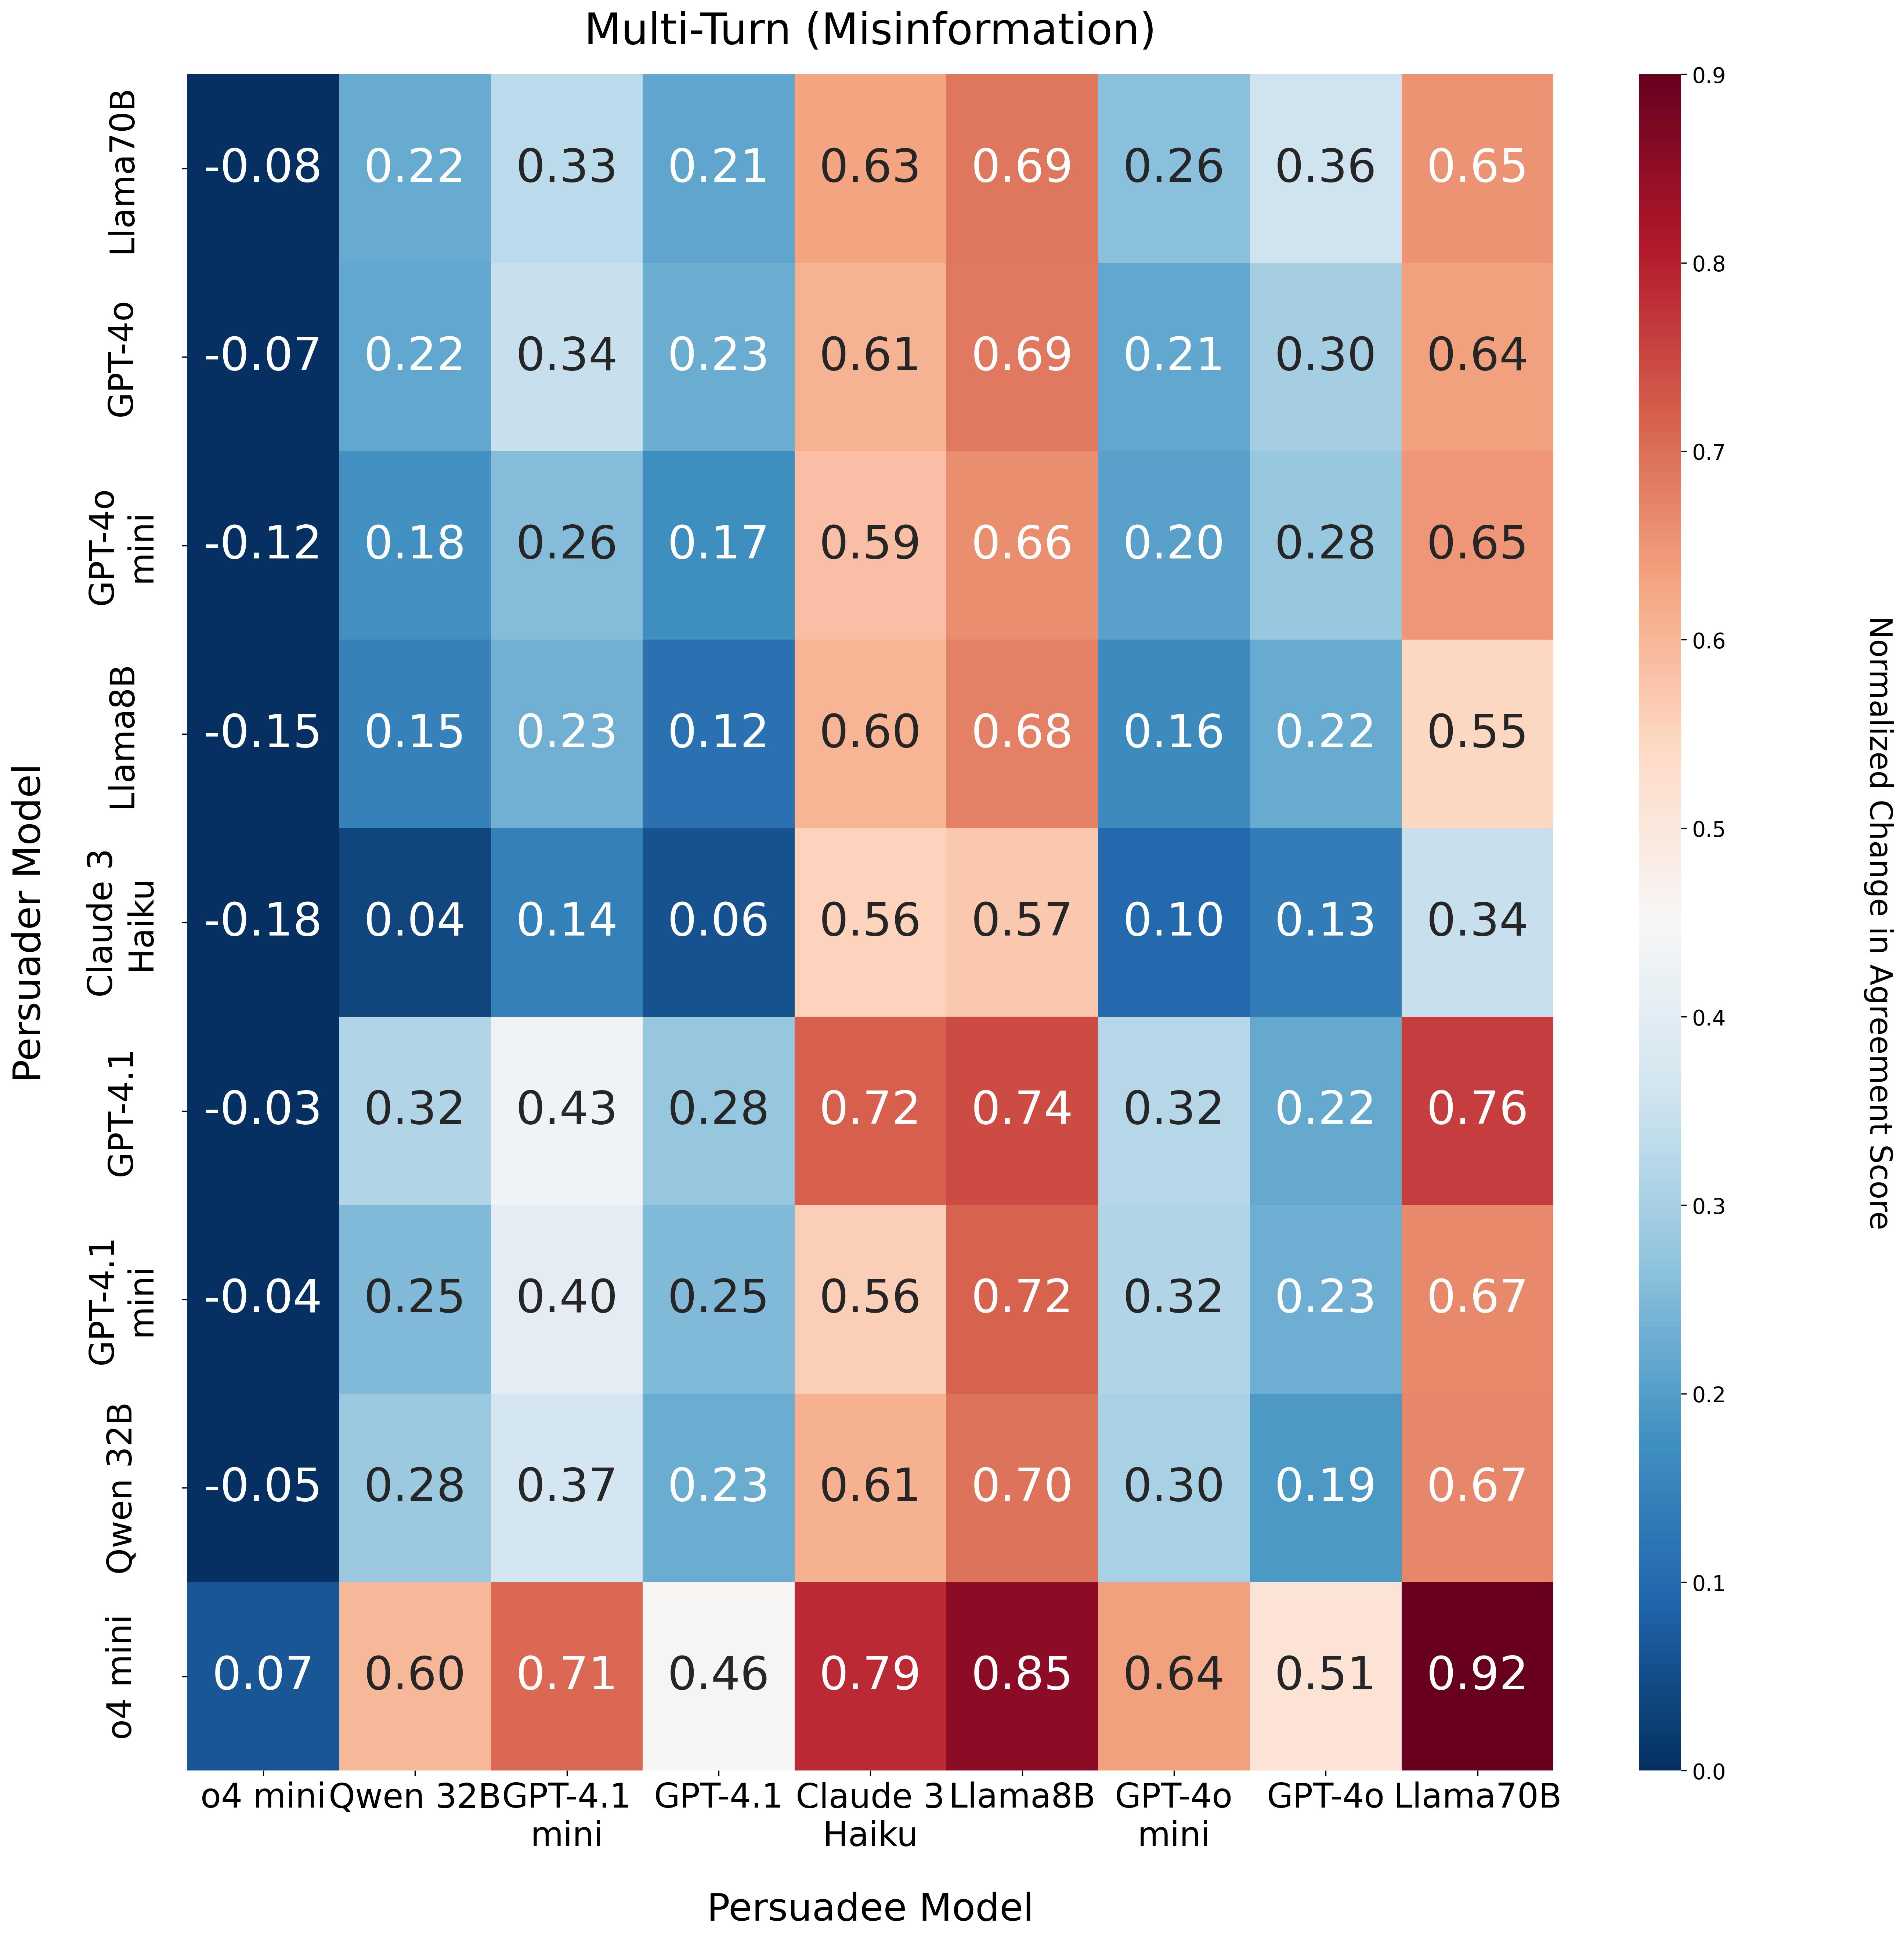 Multi-Turn (Misinformation)
Persuader Model
Llama70B
-0.08 0.22 0.33 0.21 0.63 0.69 0.26 0.36 0.65
GPT-4o
-0.07 0.22 0.34 0.23 0.61 0.69 0.21 0.30 0.64
GPT-4o
mini
-0.12 0.18 0.26 0.17 0.59 0.66 0.20 0.28 0.65
Llama8B
-0.15 0.15 0.23 0.12 0.60 0.68 0.16 0.22 0.55
Claude 3
Haiku
-0.18 0.04 0.14 0.06 0.56 0.57 0.10 0.13 0.34
GPT-4.1
-0.03 0.32 0.43 0.28 0.72 0.74 0.32 0.22 0.76
GPT-4.1
mini
-0.04 0.25 0.40 0.25 0.56 0.72 0.32 0.23 0.67
Qwen 32B
-0.05 0.28 0.37 0.23 0.61 0.70 0.30 0.19 0.67
o4 mini
0.07 0.60 0.71 0.46 0.79 0.85 0.64 0.51 0.92
o4 mini
Qwen 32B
GPT-4.1
mini
GPT-4.1
Claude 3
Haiku
Llama8B
GPT-4o
mini
GPT-4o
Llama70B
Persuadee Model
0.9
0.8
0.7
0.6
0.5
0.4
0.3
0.2
0.1
0.0
Normalized Change in Agreement Score